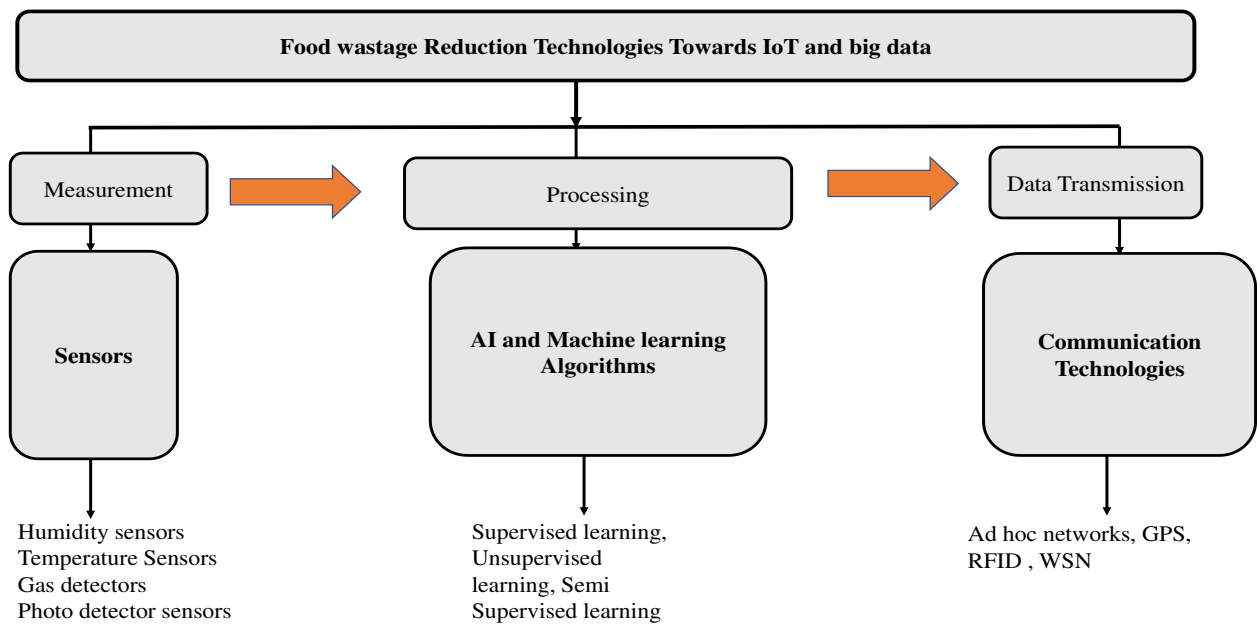 Food wastage Reduction Technologies Towards IoT and big data
Measurement
Processing
Data Transmission
Sensors
AI and Machine learning
Algorithms
Communication
Technologies
Humidity sensors
Temperature Sensors
Gas detectors
Photo detector sensors
Supervised learning,
Unsupervised
learning, Semi
Supervised learning
Ad hoc networks, GPS,
RFID , WSN